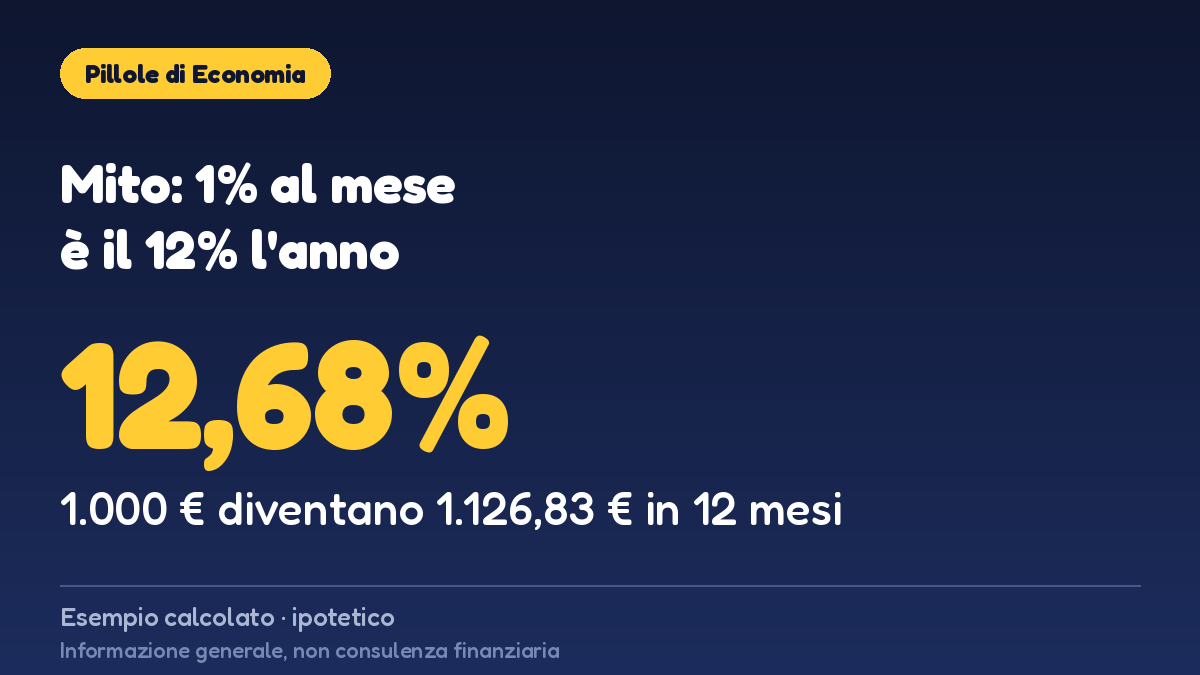 Pillole di Economia
Mito: 1% al mese
è il 12% l'anno
12,68%
1.000 € diventano 1.126,83 € in 12 mesi
Esempio calcolato · ipotetico
Informazione generale, non consulenza finanziaria